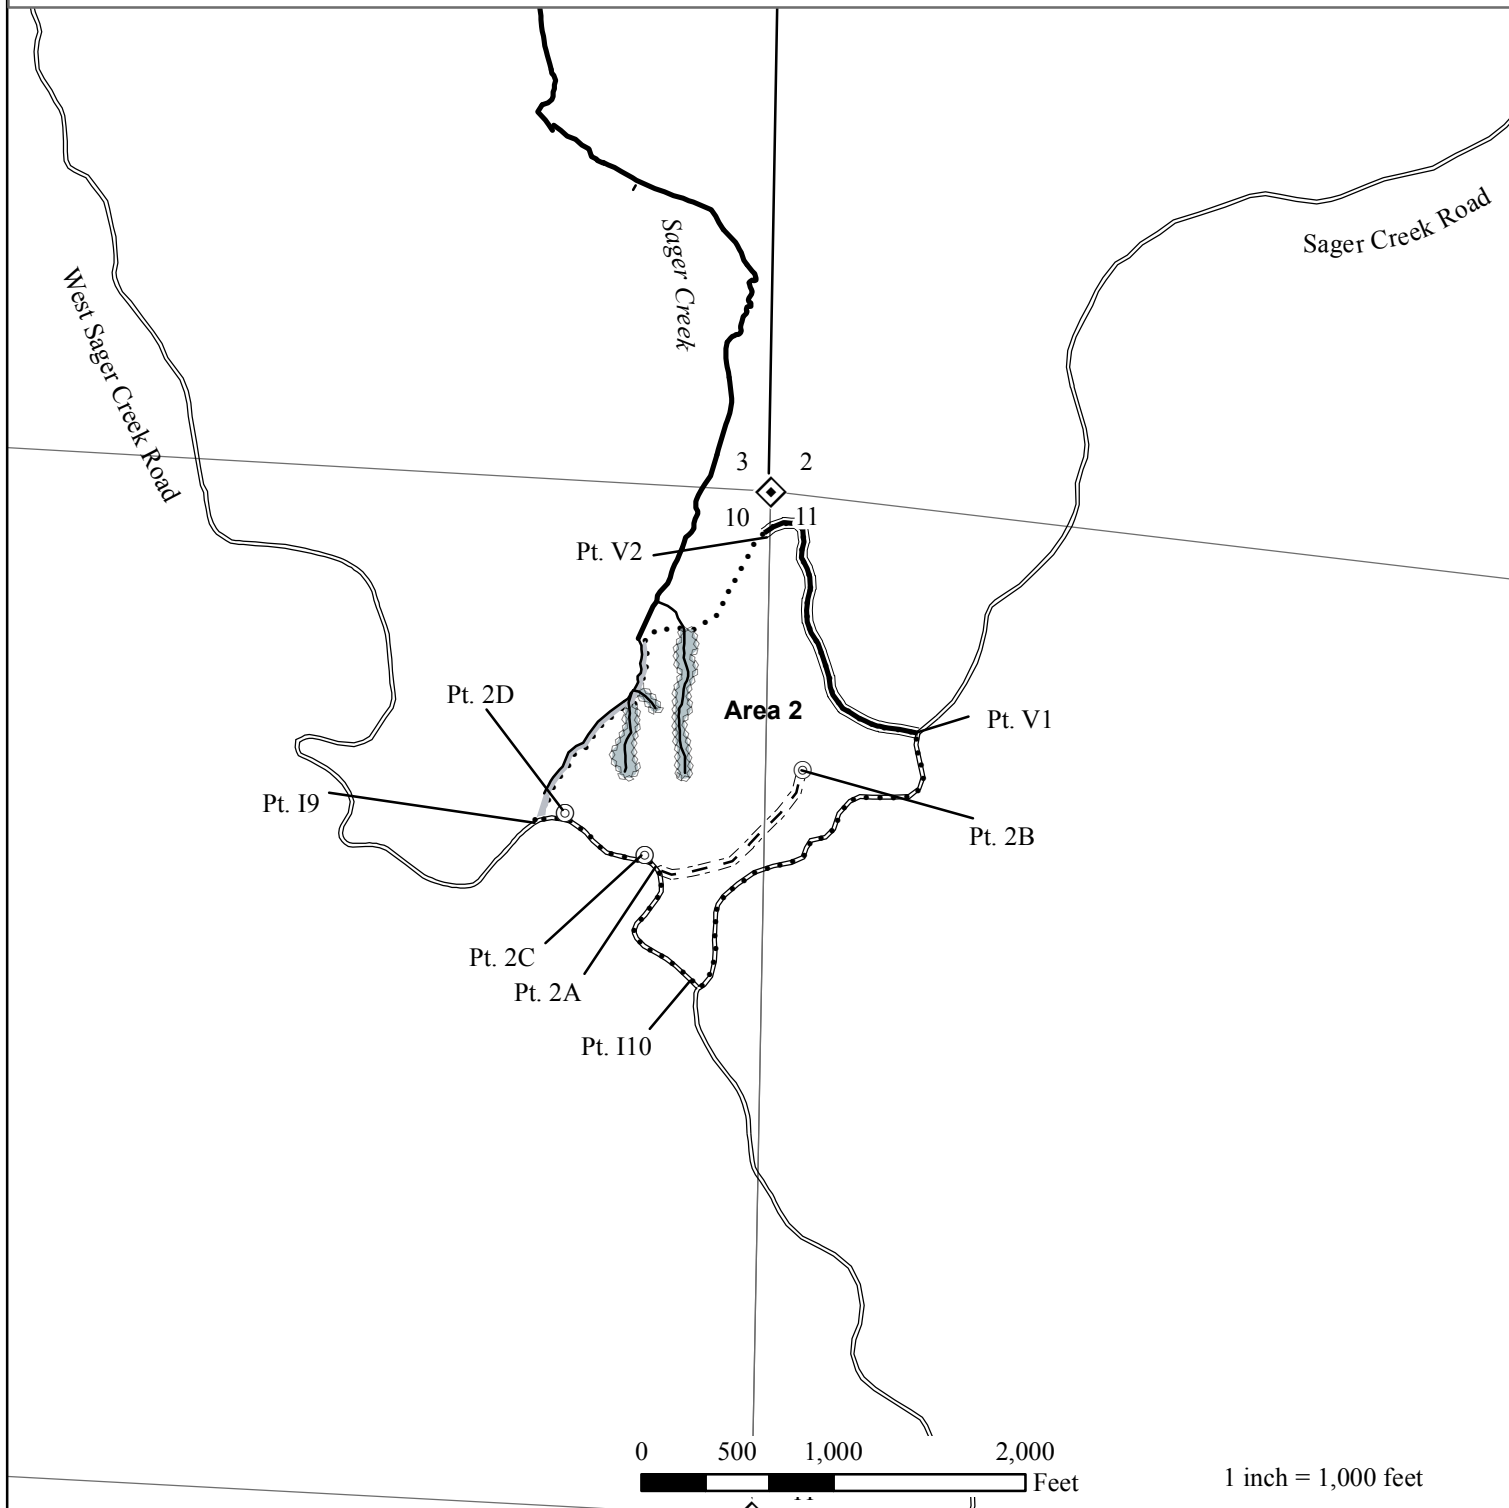 Sager Creek Road
Sager Creek
West Sager Creek Road
3 2
10 11
Pt. V2
Pt. 2D
Area 2
Pt. V1
Pt. I9
Pt. 2B
Pt. 2C
Pt. 2A
Pt. I10
0 500 1,000 2,000
Feet
1 inch = 1,000 feet